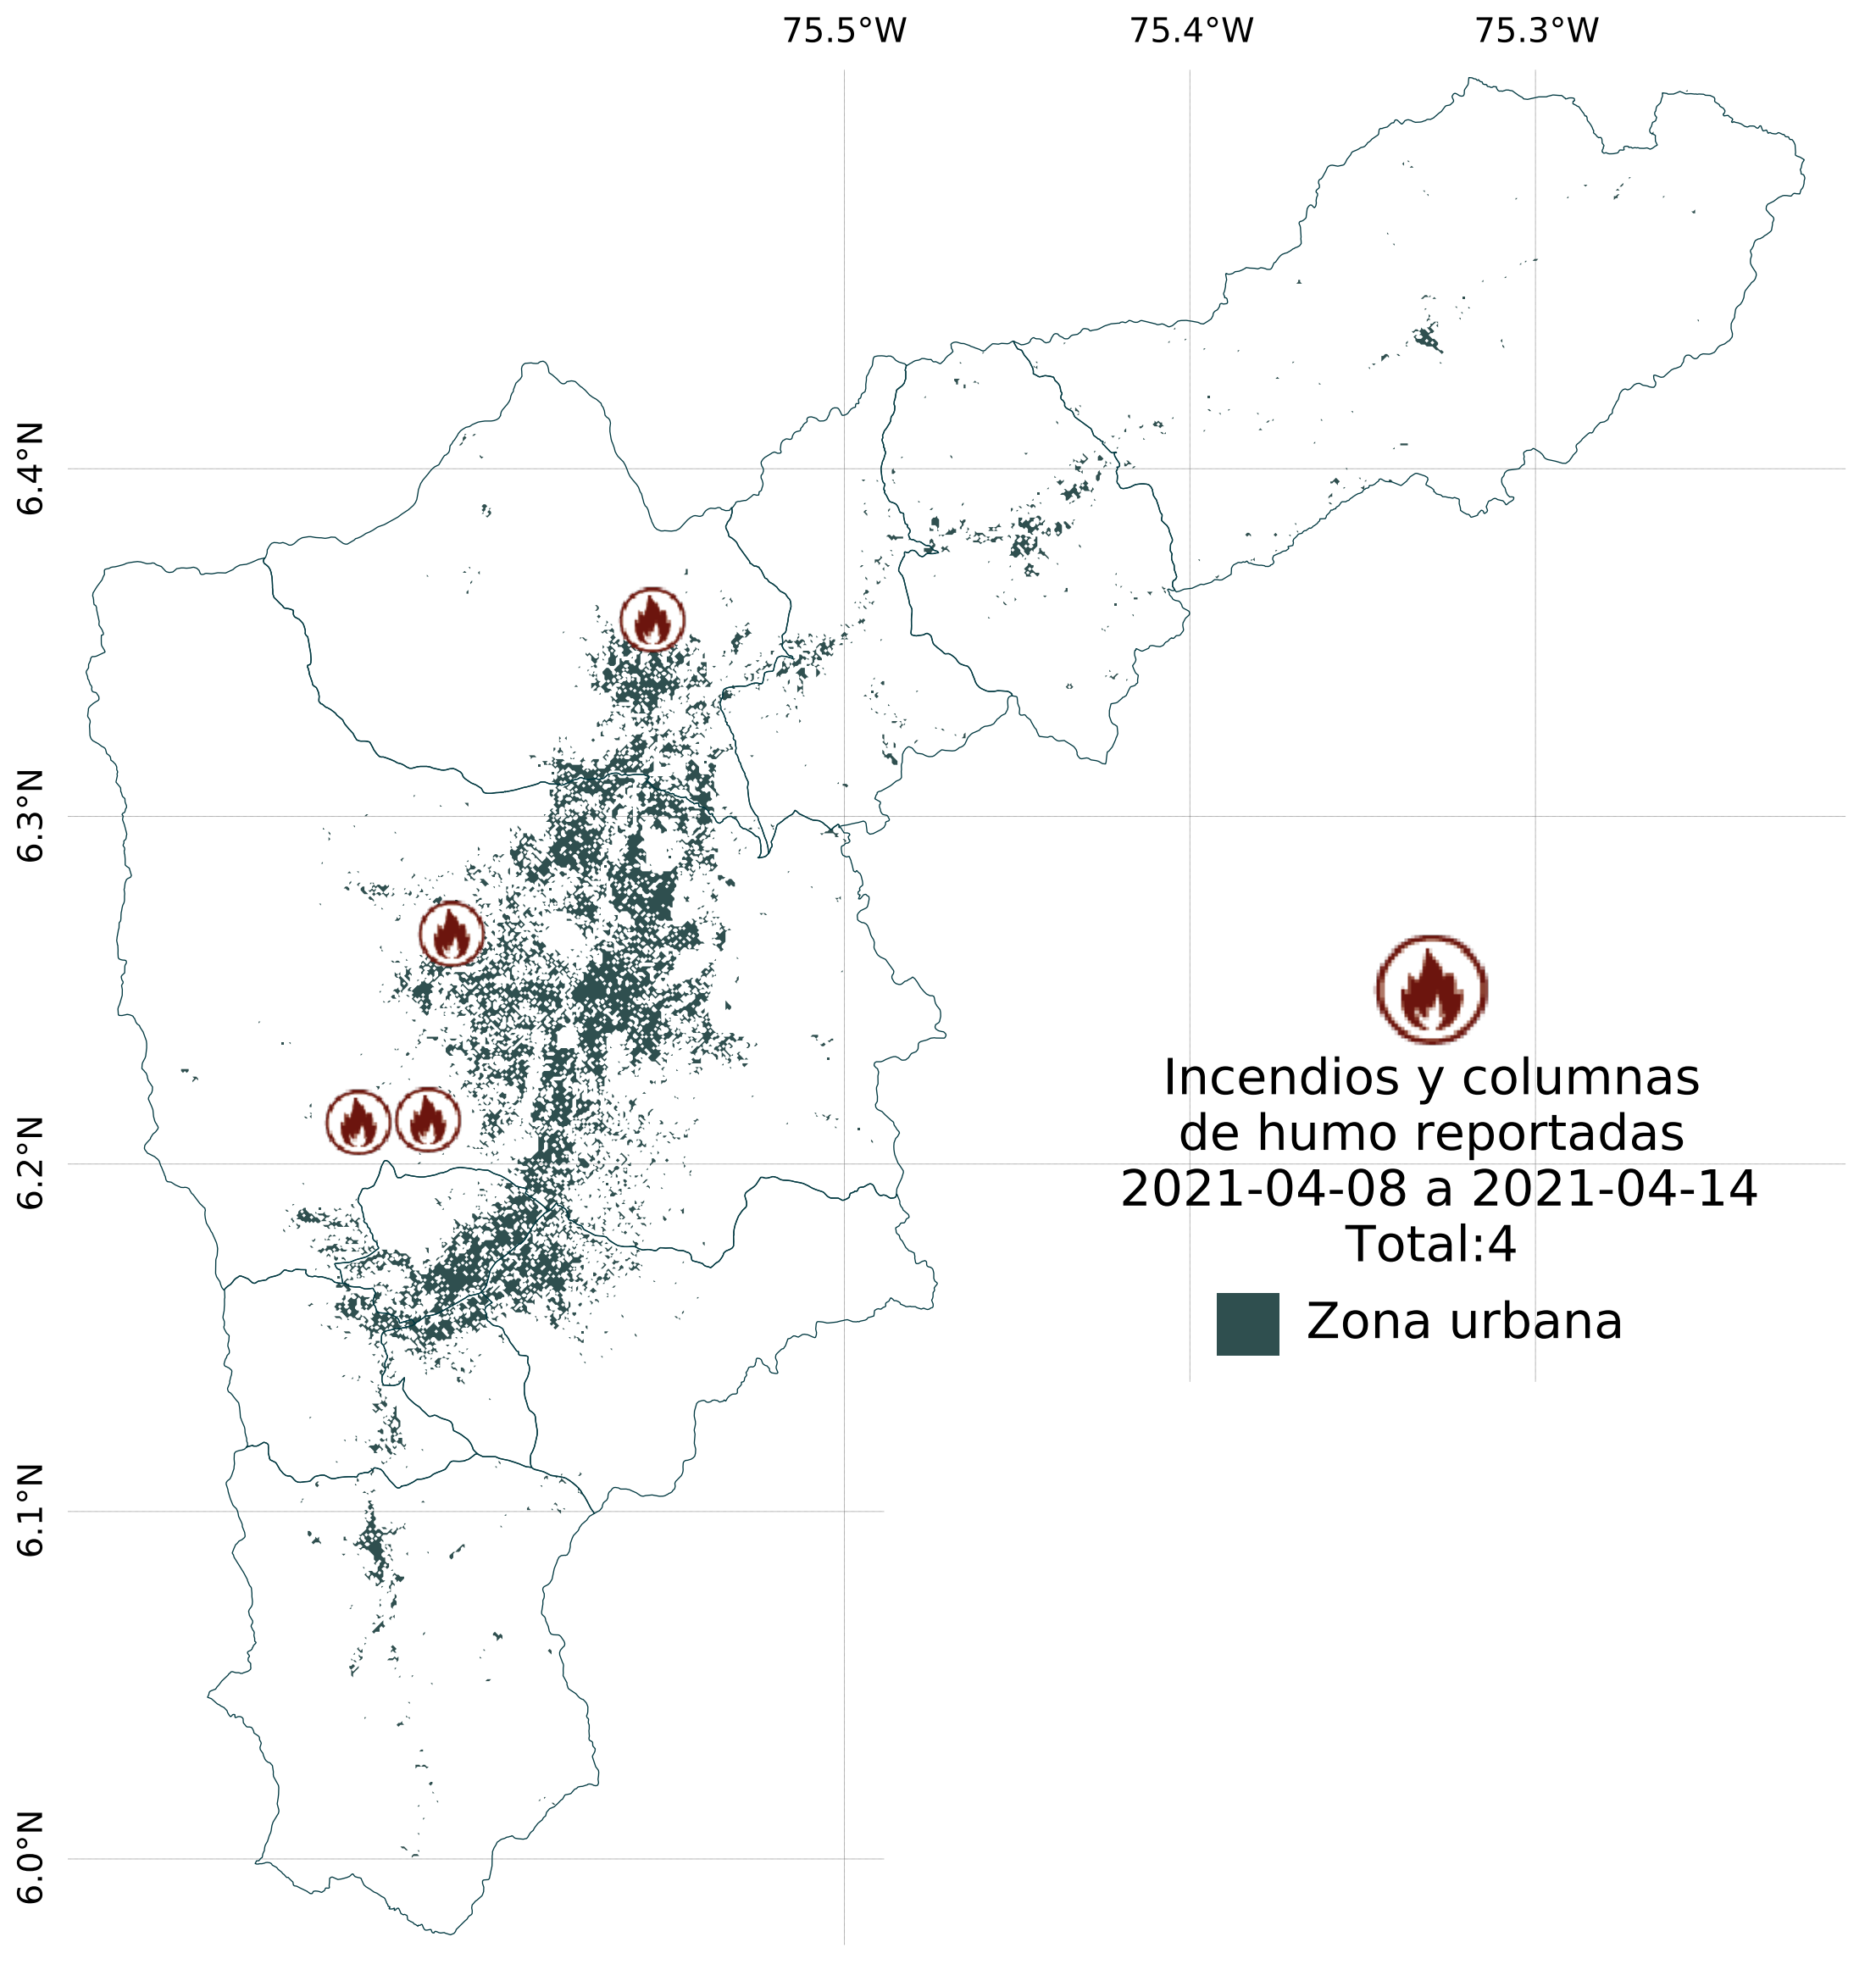 75.5°W 75.4°W 75.3°W
6.4°N
6.3°N
6.2°N
6.1°N
6.0°N
Incendios y columnas
de humo reportadas
2021-04-08 a 2021-04-14
Total:4
Zona urbana